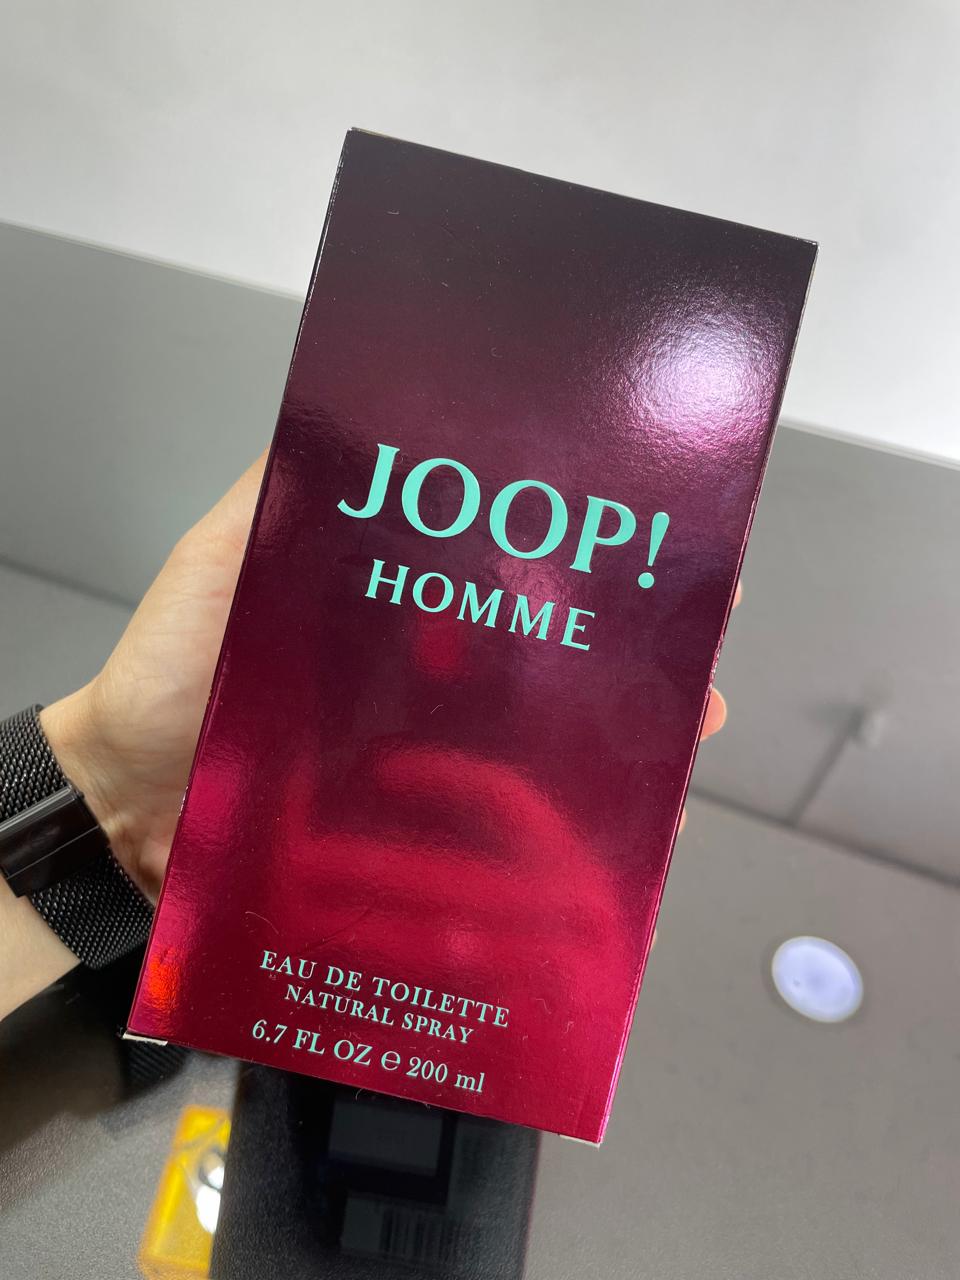 JOOP!
HOMME
EAU DE TOILETTE
NATURAL SPRAY
6.7 FL OZ ℮ 200 ml